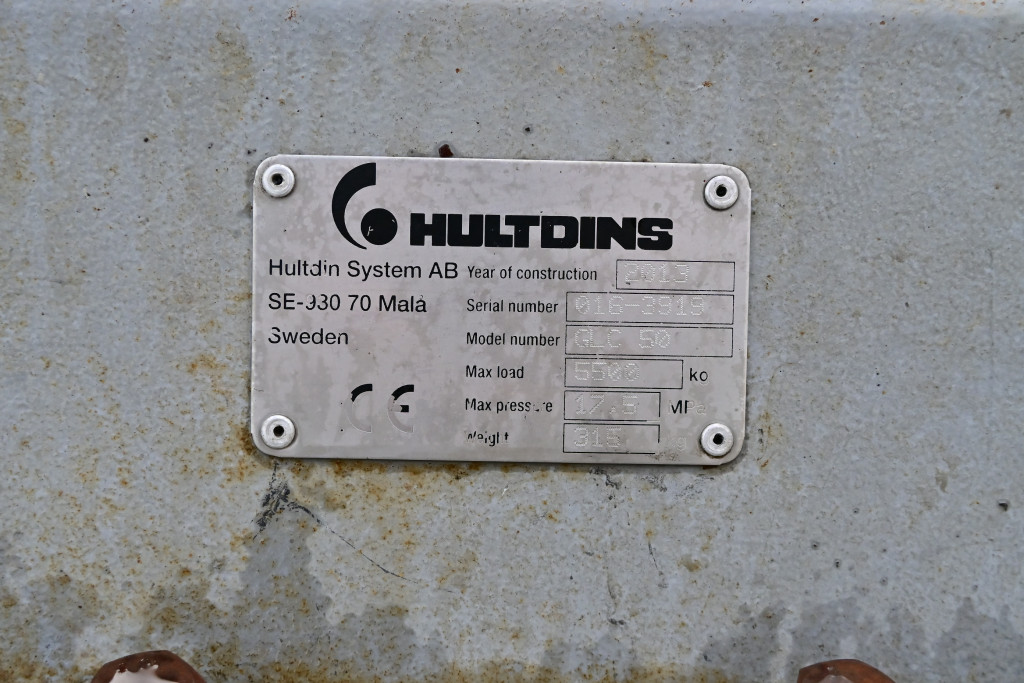 HULTDINS
Hultdin System AB
SE-930 70 Malå
Sweden
CE
Year of construction 2013
Serial number 016-3919
Model number GLC 50
Max load 5500 kg
Max pressure 17,5 MPa
Weight 315 kg